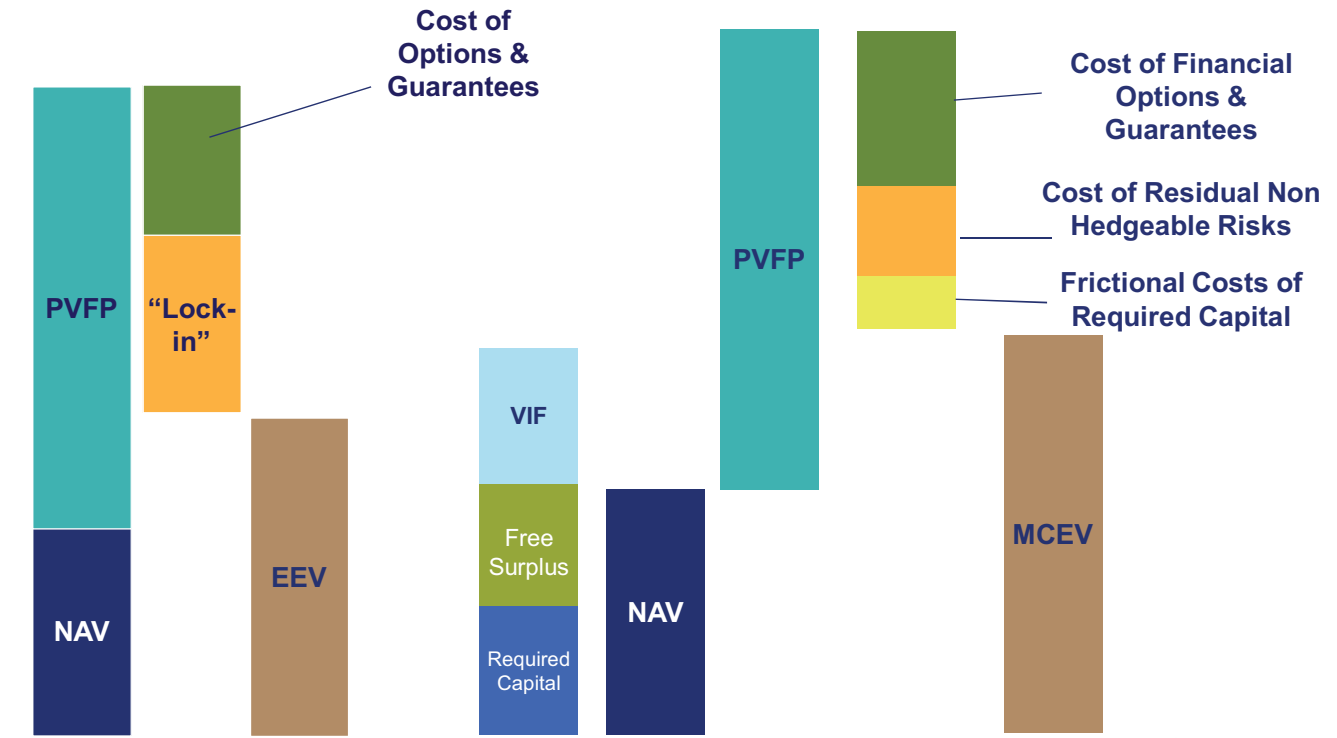 Cost of
Options &
Guarantees
PVFP
“Lock-
in”
NAV
EEV
VIF
Free
Surplus
Required
Capital
NAV
PVFP
Cost of Financial
Options &
Guarantees
Cost of Residual Non
Hedgeable Risks
Frictional Costs of
Required Capital
MCEV